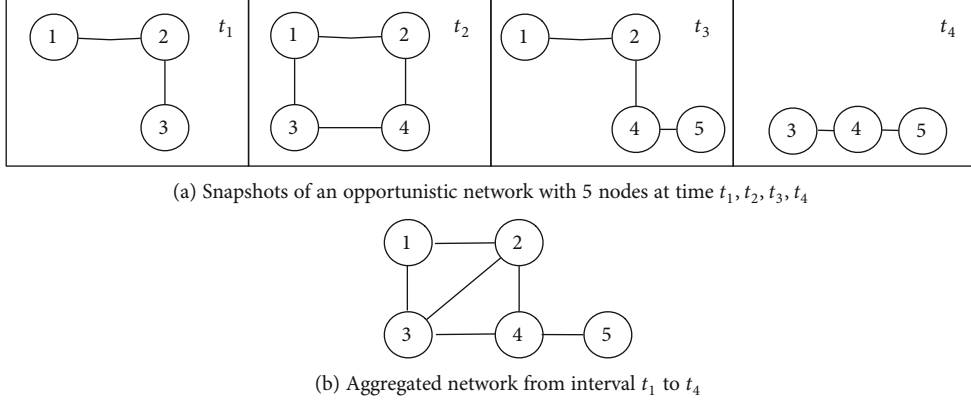 1 2 t₁ 1 2 t₂ 1 2 t₃ t₄
3 3 4 4 5 3 4 5
(a) Snapshots of an opportunistic network with 5 nodes at time t₁, t₂, t₃, t₄
1 2
3 4 5
(b) Aggregated network from interval t₁ to t₄